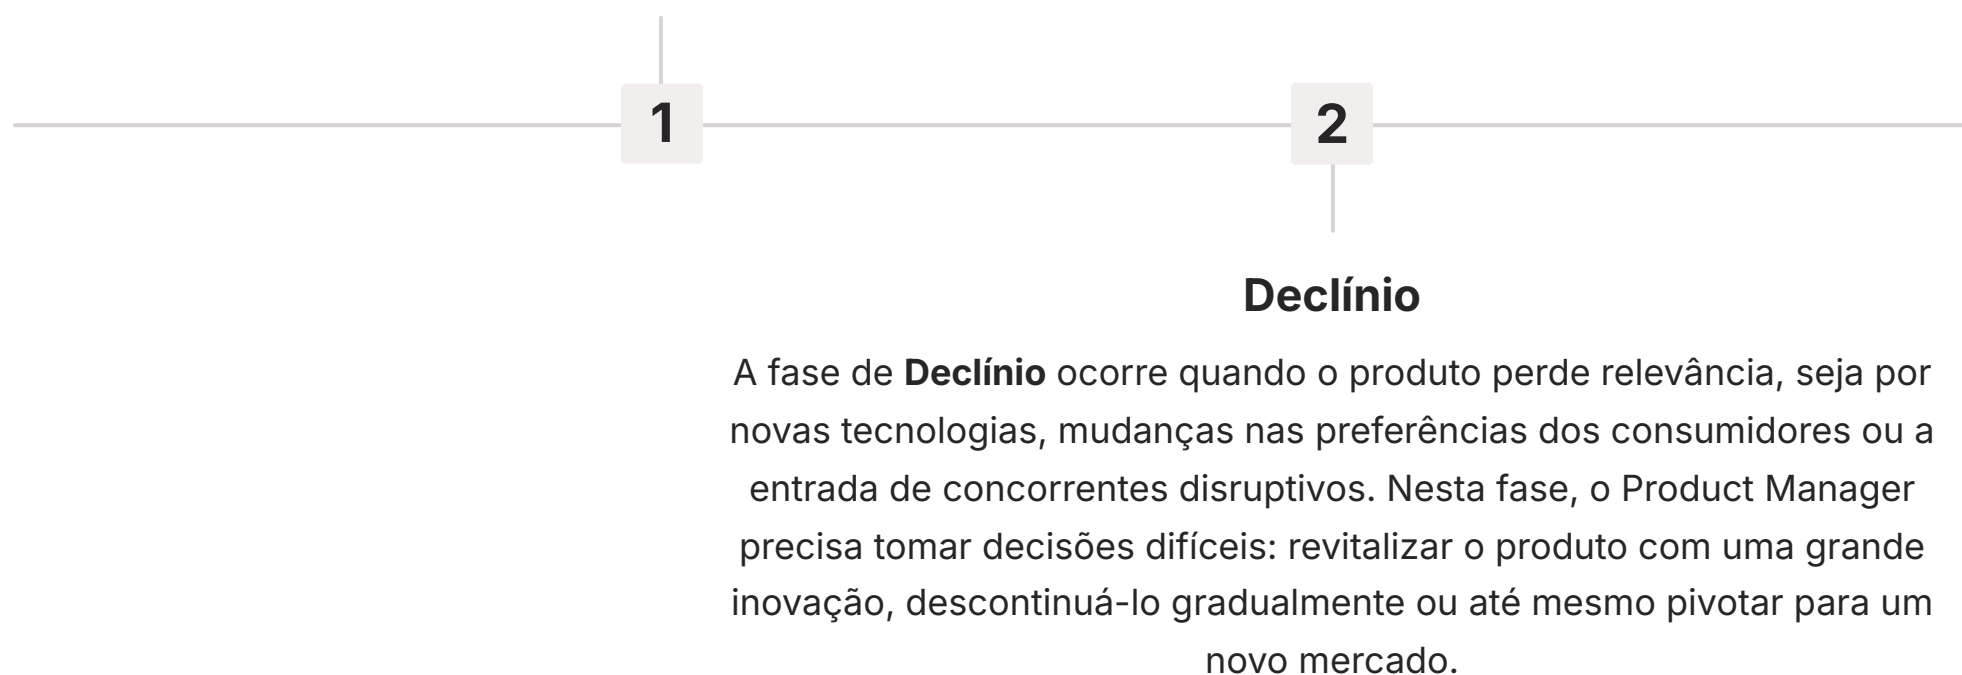 1
2
Declínio
A fase de Declínio ocorre quando o produto perde relevância, seja por
novas tecnologias, mudanças nas preferências dos consumidores ou a
entrada de concorrentes disruptivos. Nesta fase, o Product Manager
precisa tomar decisões difíceis: revitalizar o produto com uma grande
inovação, descontinuá-lo gradualmente ou até mesmo pivotar para um
novo mercado.